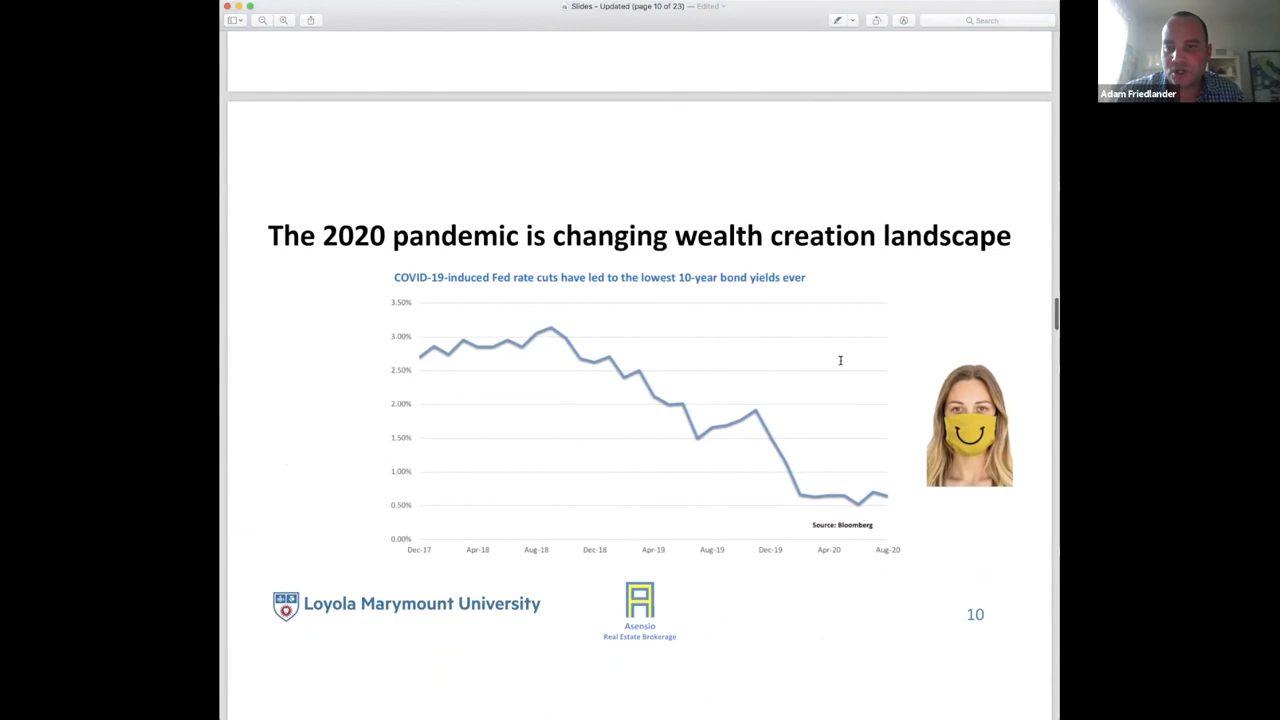 Slides - Updated (page 10 of 23) — Edited
Search
Adam Friedlander
The 2020 pandemic is changing wealth creation landscape
COVID-19-induced Fed rate cuts have led to the lowest 10-year bond yields ever
3.50%
3.00%
2.50%
2.00%
1.50%
1.00%
0.50%
0.00%
Source: Bloomberg
Dec-17 Apr-18 Aug-18 Dec-18 Apr-19 Aug-19 Dec-19 Apr-20 Aug-20
Loyola Marymount University
Asensio
Real Estate Brokerage
10